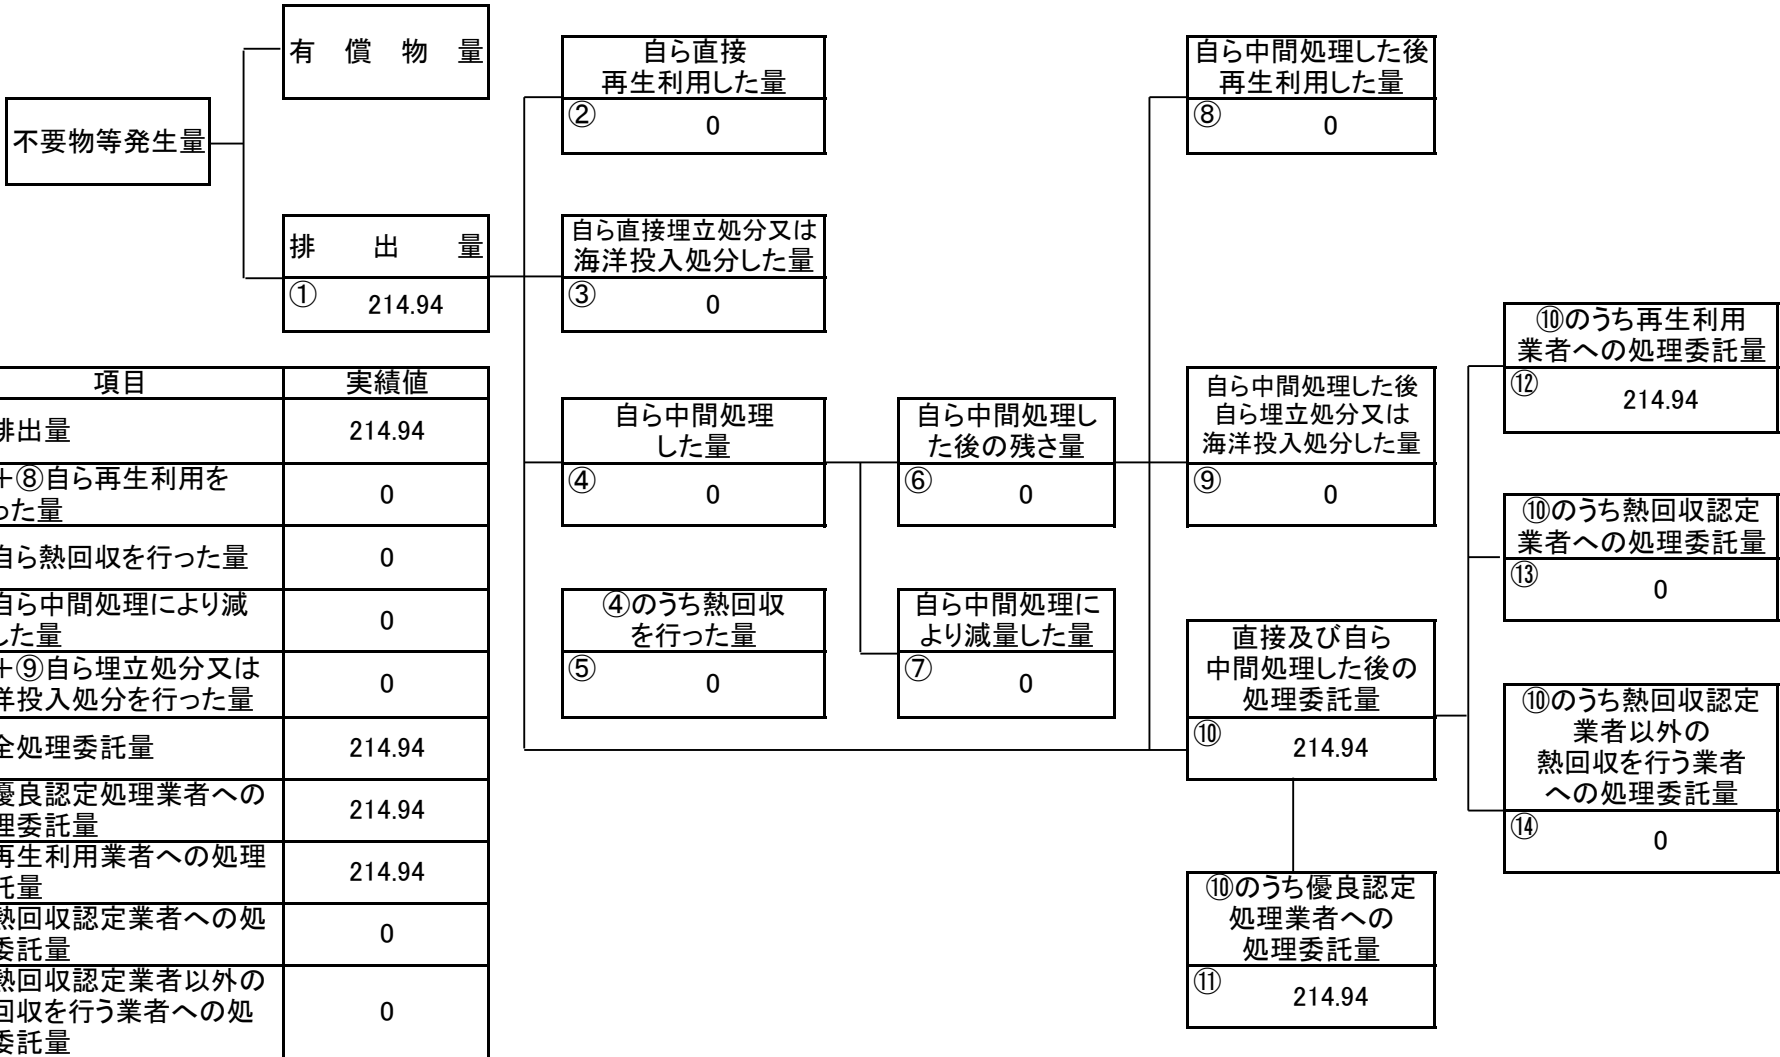 有償物量
不要物等発生量
排出量
① 214.94
自ら直接
再生利用した量
② 0
自ら直接埋立処分又は
海洋投入処分した量
③ 0
自ら中間処理
した量
④ 0
④のうち熱回収
を行った量
⑤ 0
自ら中間処理し
た後の残さ量
⑥ 0
自ら中間処理に
より減量した量
⑦ 0
自ら中間処理した後
再生利用した量
⑧ 0
自ら中間処理した後
自ら埋立処分又は
海洋投入処分した量
⑨ 0
直接及び自ら
中間処理した後の
処理委託量
⑩ 214.94
⑩のうち優良認定
処理業者への
処理委託量
⑪ 214.94
⑩のうち再生利用
業者への処理委託量
⑫ 214.94
⑩のうち熱回収認定
業者への処理委託量
⑬ 0
⑩のうち熱回収認定
業者以外の
熱回収を行う業者
への処理委託量
⑭ 0
項目 実績値
排出量 214.94
+⑧自ら再生利用を
った量 0
自ら熱回収を行った量 0
自ら中間処理により減
した量 0
+⑨自ら埋立処分又は
洋投入処分を行った量 0
全処理委託量 214.94
優良認定処理業者への
理委託量 214.94
再生利用業者への処理
託量 214.94
熱回収認定業者への処
委託量 0
熱回収認定業者以外の
回収を行う業者への処
委託量 0